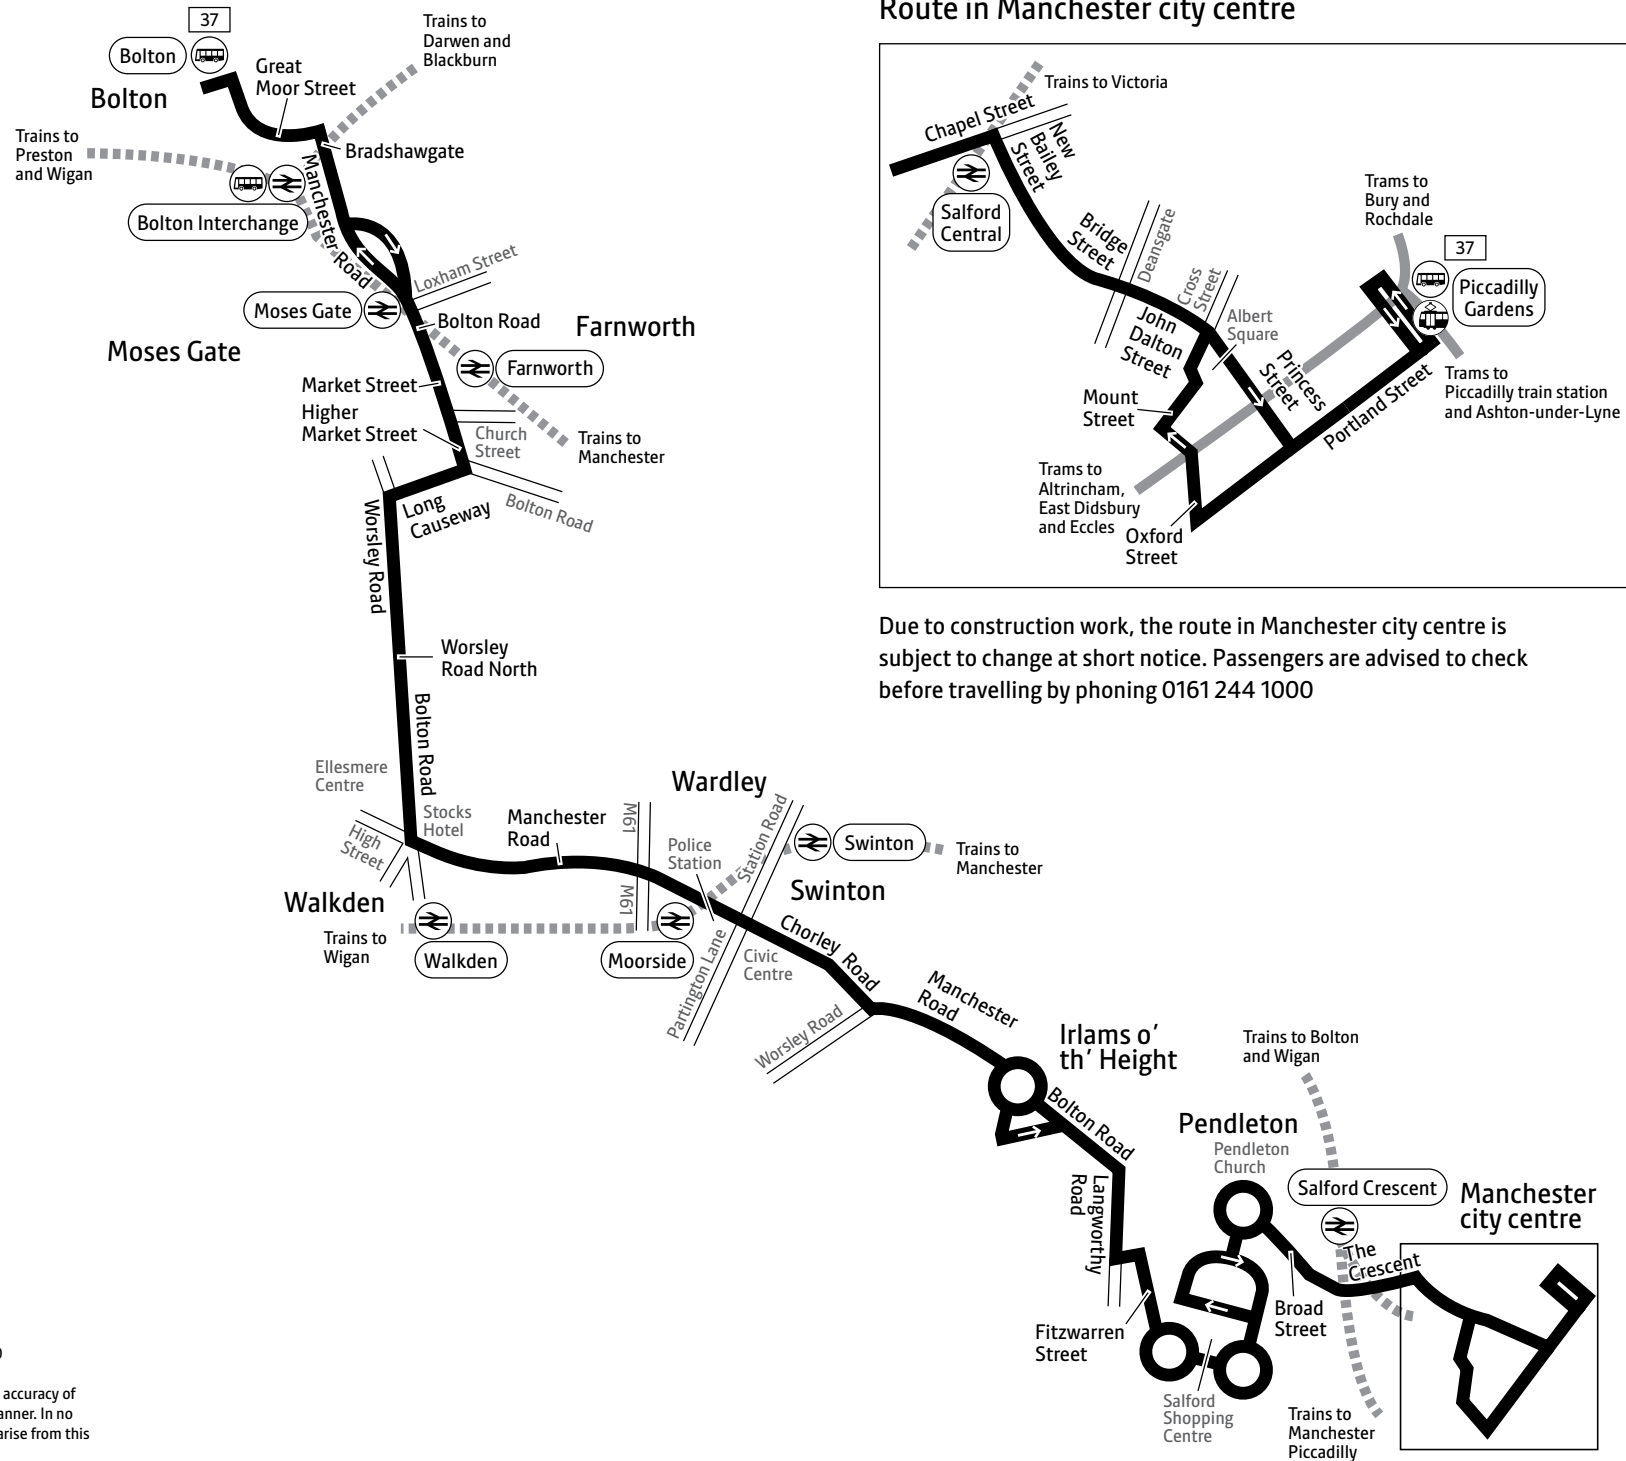 37
Bolton
Bolton
Great
Moor Street
Trains to
Darwen and
Blackburn
Trains to
Preston
and Wigan
Bradshawgate
Manchester
Road
Bolton Interchange
Loxham Street
Moses Gate
Bolton Road
Farnworth
Moses Gate
Farnworth
Market Street
Higher
Market Street
Church
Street
Trains to
Manchester
Long
Causeway
Bolton Road
Worsley Road
Worsley
Road North
Bolton Road
Ellesmere
Centre
Stocks
Hotel
High
Street
Manchester
Road
M61
M61
Wardley
Police
Station
Station Road
Swinton
Trains to
Manchester
Swinton
Walkden
Trains to
Wigan
Walkden
Moorside
Partington Lane
Civic
Centre
Chorley Road
Worsley Road
Manchester
Road
Irlams o'
th' Height
Bolton Road
Langworthy
Road
Pendleton
Pendleton
Church
Trains to Bolton
and Wigan
Salford Crescent
Manchester
city centre
The
Crescent
Broad
Street
Fitzwarren
Street
Salford
Shopping
Centre
Trains to
Manchester
Piccadilly
Route in Manchester city centre
Trains to Victoria
Chapel Street
New
Bailey
Street
Salford
Central
Bridge
Street
Deansgate
Cross
Street
John
Dalton
Street
Albert
Square
Princess
Street
Mount
Street
Trams to
Altrincham,
East Didsbury
and Eccles
Oxford
Street
Portland Street
Trams to
Bury and
Rochdale
37
Piccadilly
Gardens
Trams to
Piccadilly train station
and Ashton-under-Lyne
Due to construction work, the route in Manchester city centre is
subject to change at short notice. Passengers are advised to check
before travelling by phoning 0161 244 1000
accuracy of
anner. In no
arise from this